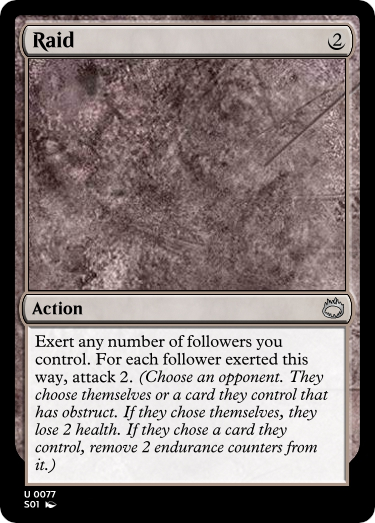 Raid 2
Action
Exert any number of followers you
control. For each follower exerted this
way, attack 2. (Choose an opponent. They
choose themselves or a card they control that
has obstruct. If they chose themselves, they
lose 2 health. If they chose a card they
control, remove 2 endurance counters from
it.)
U 0077
S01